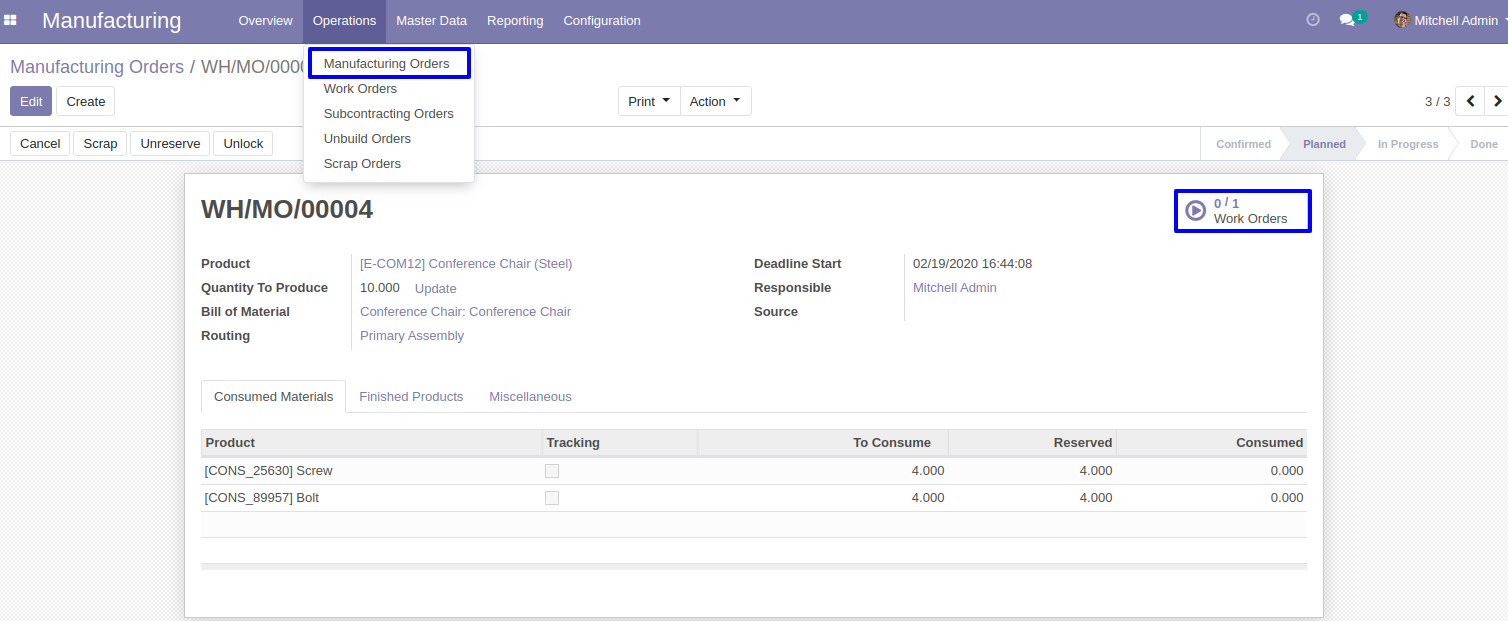 Manufacturing Overview Operations Master Data Reporting Configuration 1 Mitchell Admin
Manufacturing Orders / WH/MO/0000
Manufacturing Orders
Work Orders
Subcontracting Orders
Unbuild Orders
Scrap Orders
Edit Create Print Action 3 / 3
Cancel Scrap Unreserve Unlock Confirmed Planned In Progress Done
WH/MO/00004
0 / 1
Work Orders
Product [E-COM12] Conference Chair (Steel) Deadline Start 02/19/2020 16:44:08
Quantity To Produce 10.000 Update Responsible Mitchell Admin
Bill of Material Conference Chair: Conference Chair Source
Routing Primary Assembly
Consumed Materials Finished Products Miscellaneous
Product Tracking To Consume Reserved Consumed
[CONS_25630] Screw 4.000 4.000 0.000
[CONS_89957] Bolt 4.000 4.000 0.000